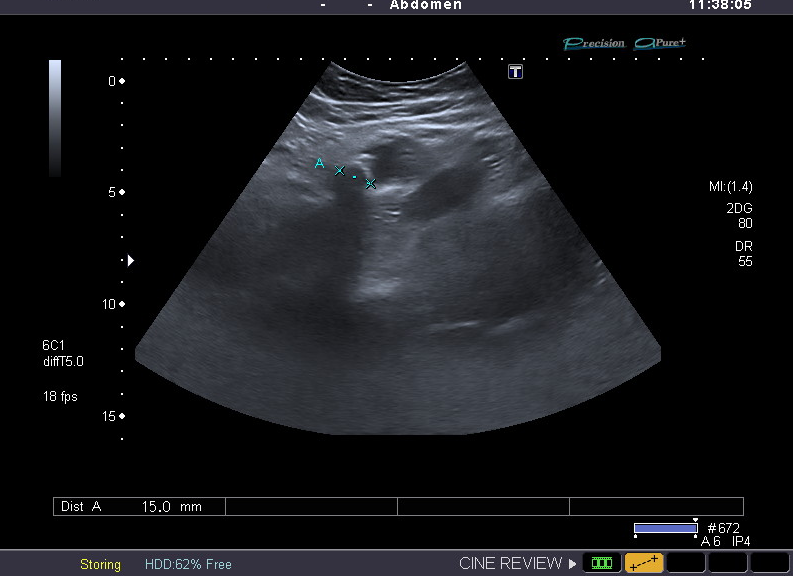 - - Abdomen 11:38:05
Precision APure+
T
0
A
5
MI:(1.4)
2DG
80
DR
55
10
6C1
diffT5.0
18 fps
15
Dist A 15.0 mm
#672
A 6 IP4
Storing HDD:62% Free CINE REVIEW